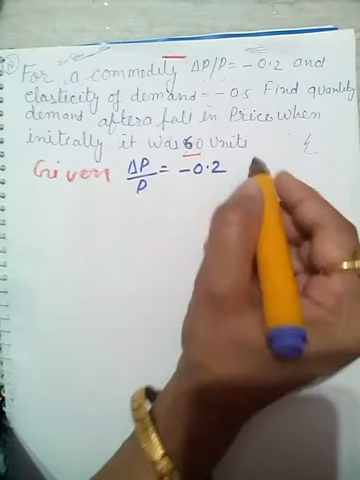 For a commodity ΔP/P = -0.2 and
elasticity of demand = -0.5 Find quantity
demand after a fall in Price when
initially it was 60 Units
Given ΔP/P = -0.2